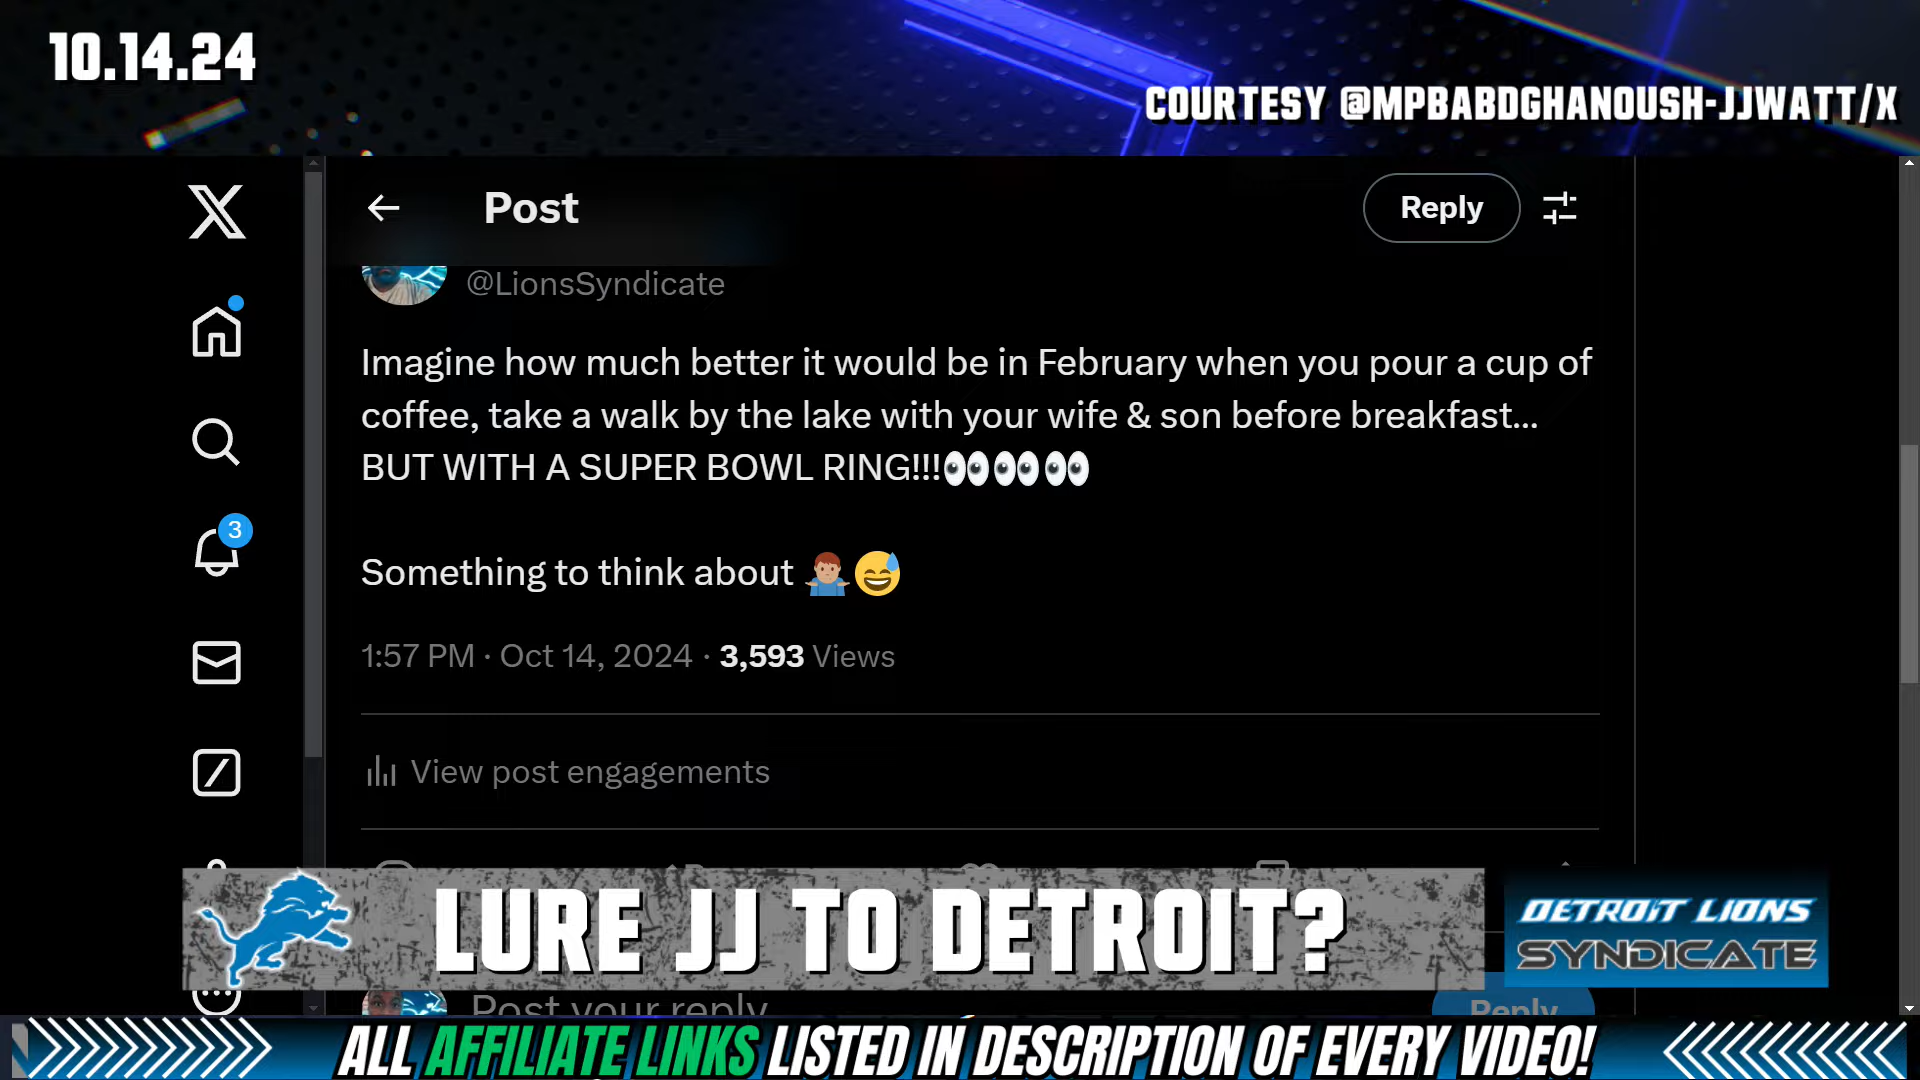 10.14.24
COURTESY @MPBABDGHANOUSH-JJWATT/X
Post
Reply
@LionsSyndicate
Imagine how much better it would be in February when you pour a cup of
coffee, take a walk by the lake with your wife & son before breakfast...
BUT WITH A SUPER BOWL RING!!!👀👀👀
3
Something to think about 🤷🏽‍♂️😅
1:57 PM · Oct 14, 2024 · 3,593 Views
View post engagements
LURE JJ TO DETROIT?
DETROIT LIONS
SYNDICATE
Post your reply
Reply
ALL AFFILIATE LINKS LISTED IN DESCRIPTION OF EVERY VIDEO!